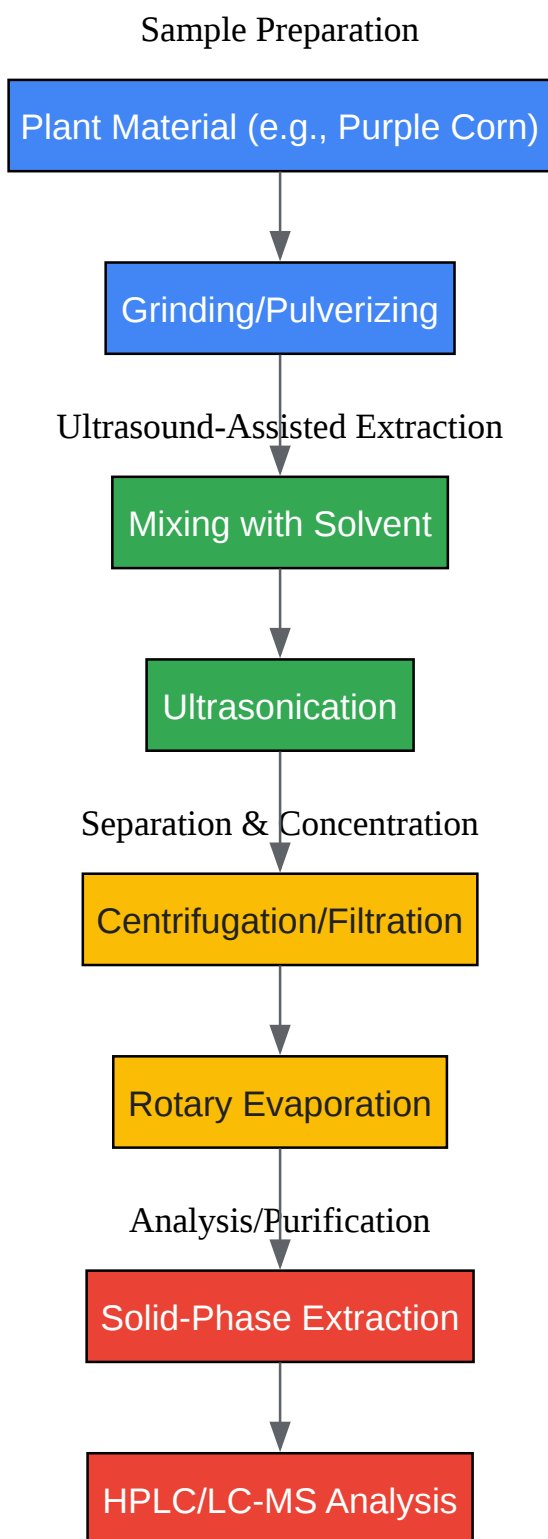 Sample Preparation
Plant Material (e.g., Purple Corn)
Grinding/Pulverizing
Ultrasound-Assisted Extraction
Mixing with Solvent
Ultrasonication
Separation & Concentration
Centrifugation/Filtration
Rotary Evaporation
Analysis/Purification
Solid-Phase Extraction
HPLC/LC-MS Analysis